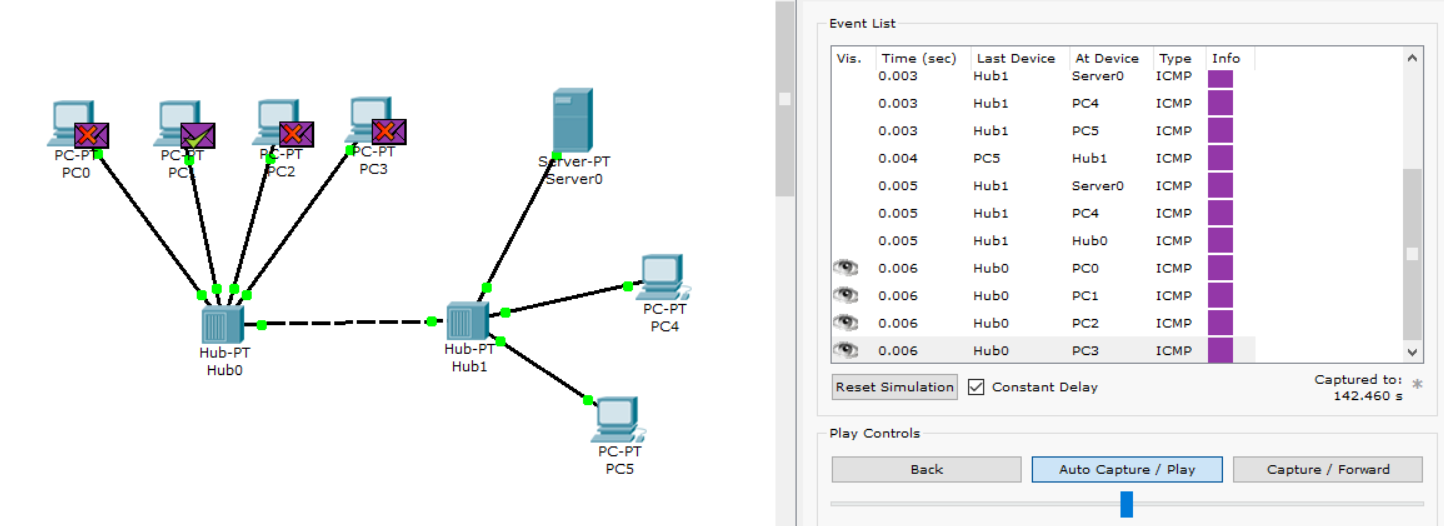 PC-PT
PC0
PC-PT
PC-PT
PC2
PC-PT
PC3
Server-PT
Server0
PC-PT
PC4
Hub-PT
Hub0
Hub-PT
Hub1
PC-PT
PC5
Event List
Vis. Time (sec) Last Device At Device Type Info
0.003 Hub1 Server0 ICMP
0.003 Hub1 PC4 ICMP
0.003 Hub1 PC5 ICMP
0.004 PC5 Hub1 ICMP
0.005 Hub1 Server0 ICMP
0.005 Hub1 PC4 ICMP
0.005 Hub1 Hub0 ICMP
0.006 Hub0 PC0 ICMP
0.006 Hub0 PC1 ICMP
0.006 Hub0 PC2 ICMP
0.006 Hub0 PC3 ICMP
Reset Simulation Constant Delay
Captured to: *
142.460 s
Play Controls
Back Auto Capture / Play Capture / Forward